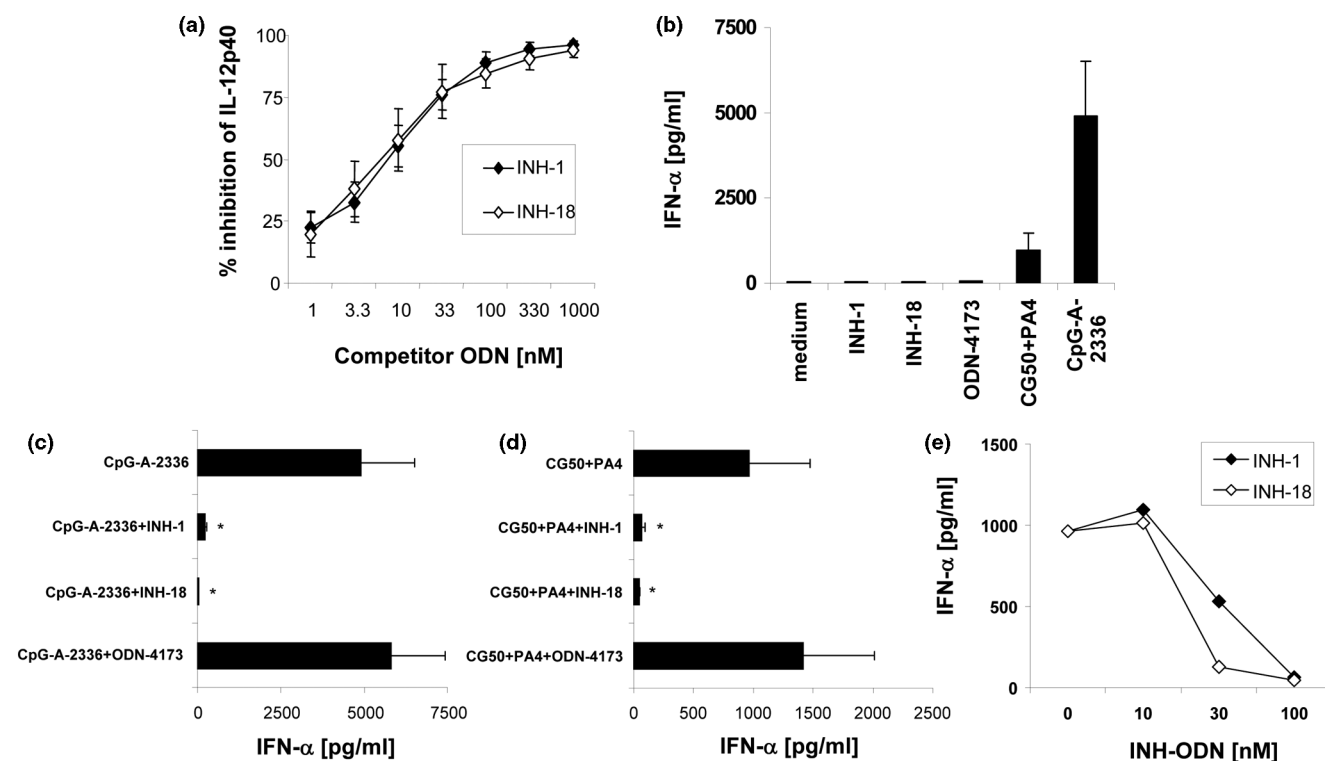 (a)
% inhibition of IL-12p40
100
75
50
25
0
1 3.3 10 33 100 330 1000
Competitor ODN [nM]
INH-1
INH-18
(b)
IFN-α [pg/ml]
7500
5000
2500
0
medium
INH-1
INH-18
ODN-4173
CG50+PA4
CpG-A-
2336
(c)
CpG-A-2336
CpG-A-2336+INH-1
*
CpG-A-2336+INH-18
*
CpG-A-2336+ODN-4173
0 2500 5000 7500
IFN-α [pg/ml]
(d)
CG50+PA4
CG50+PA4+INH-1
*
CG50+PA4+INH-18
*
CG50+PA4+ODN-4173
0 500 1000 1500 2000 2500
IFN-α [pg/ml]
(e)
IFN-α [pg/ml]
1500
1000
500
0
0 10 30 100
INH-ODN [nM]
INH-1
INH-18